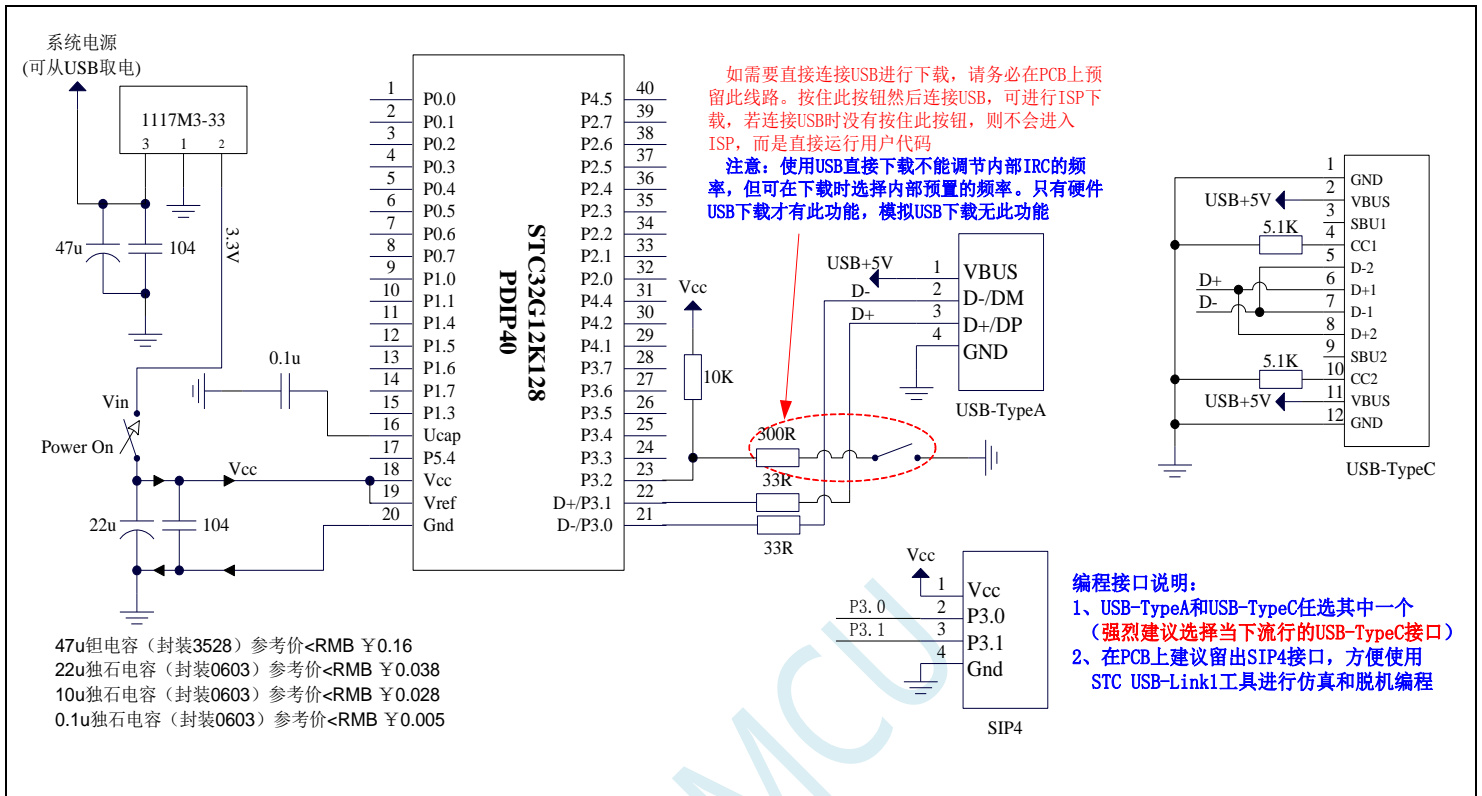 系统电源
(可从USB取电)
1117M3-33
3 1 2
47u
104
3.3V
0.1u
Vin
Power On
Vcc
22u
104
1 P0.0
2 P0.1
3 P0.2
4 P0.3
5 P0.4
6 P0.5
7 P0.6
8 P0.7
9 P1.0
10 P1.1
11 P1.4
12 P1.5
13 P1.6
14 P1.7
15 P1.3
16 Ucap
17 P5.4
18 Vcc
19 Vref
20 Gnd
STC32G12K128
PDIP40
P4.5 40
P2.7 39
P2.6 38
P2.5 37
P2.4 36
P2.3 35
P2.2 34
P2.1 33
P2.0 32
P4.4 31
P4.2 30
P4.1 29
P3.7 28
P3.6 27
P3.5 26
P3.4 25
P3.3 24
P3.2 23
D+/P3.1 22
D-/P3.0 21
如需要直接连接USB进行下载，请务必在PCB上预
留此线路。按住此按钮然后连接USB，可进行ISP下
载，若连接USB时没有按住此按钮，则不会进入
ISP，而是直接运行用户代码
注意：使用USB直接下载不能调节内部IRC的频
率，但可在下载时选择内部预置的频率。只有硬件
USB下载才有此功能，模拟USB下载无此功能
Vcc
10K
300R
33R
33R
USB+5V
D-
D+
1 VBUS
2 D-/DM
3 D+/DP
4 GND
USB-TypeA
USB+5V
5.1K
D+
D-
5.1K
USB+5V
1 GND
2 VBUS
3 SBU1
4 CC1
5 D-2
6 D+1
7 D-1
8 D+2
9 SBU2
10 CC2
11 VBUS
12 GND
USB-TypeC
Vcc
P3.0
P3.1
1 Vcc
2 P3.0
3 P3.1
4 Gnd
SIP4
编程接口说明：
1、USB-TypeA和USB-TypeC任选其中一个
（强烈建议选择当下流行的USB-TypeC接口）
2、在PCB上建议留出SIP4接口，方便使用
STC USB-Link1工具进行仿真和脱机编程
47u钽电容（封装3528）参考价<RMB ￥0.16
22u独石电容（封装0603）参考价<RMB ￥0.038
10u独石电容（封装0603）参考价<RMB ￥0.028
0.1u独石电容（封装0603）参考价<RMB ￥0.005
MCU